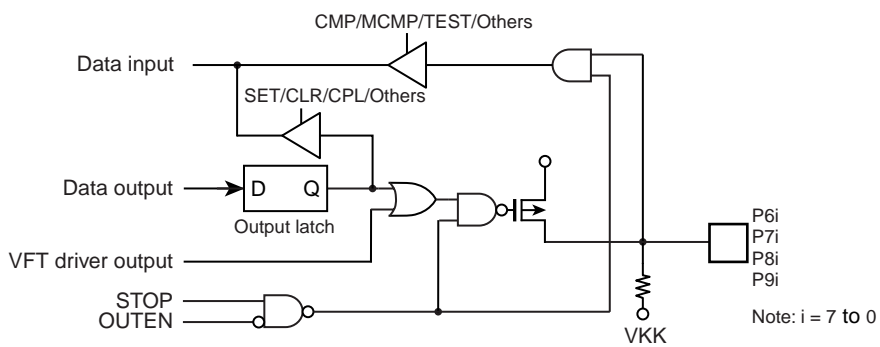 CMP/MCMP/TEST/Others
Data input
SET/CLR/CPL/Others
Data output
D Q
Output latch
VFT driver output
P6i
P7i
P8i
P9i
STOP
OUTEN
VKK
Note: i = 7 to 0